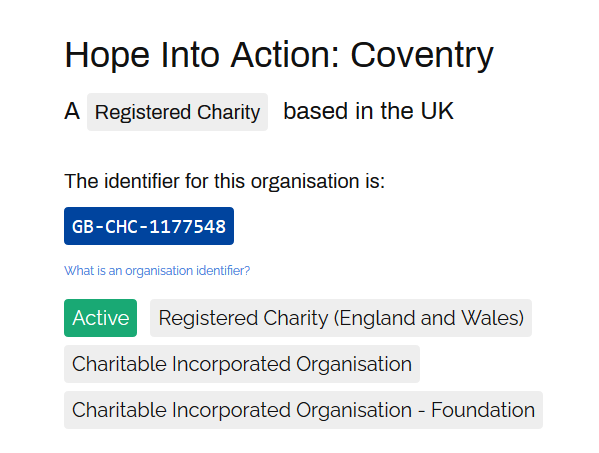 Hope Into Action: Coventry
A Registered Charity based in the UK
The identifier for this organisation is:
GB-CHC-1177548
What is an organisation identifier?
Active Registered Charity (England and Wales)
Charitable Incorporated Organisation
Charitable Incorporated Organisation - Foundation